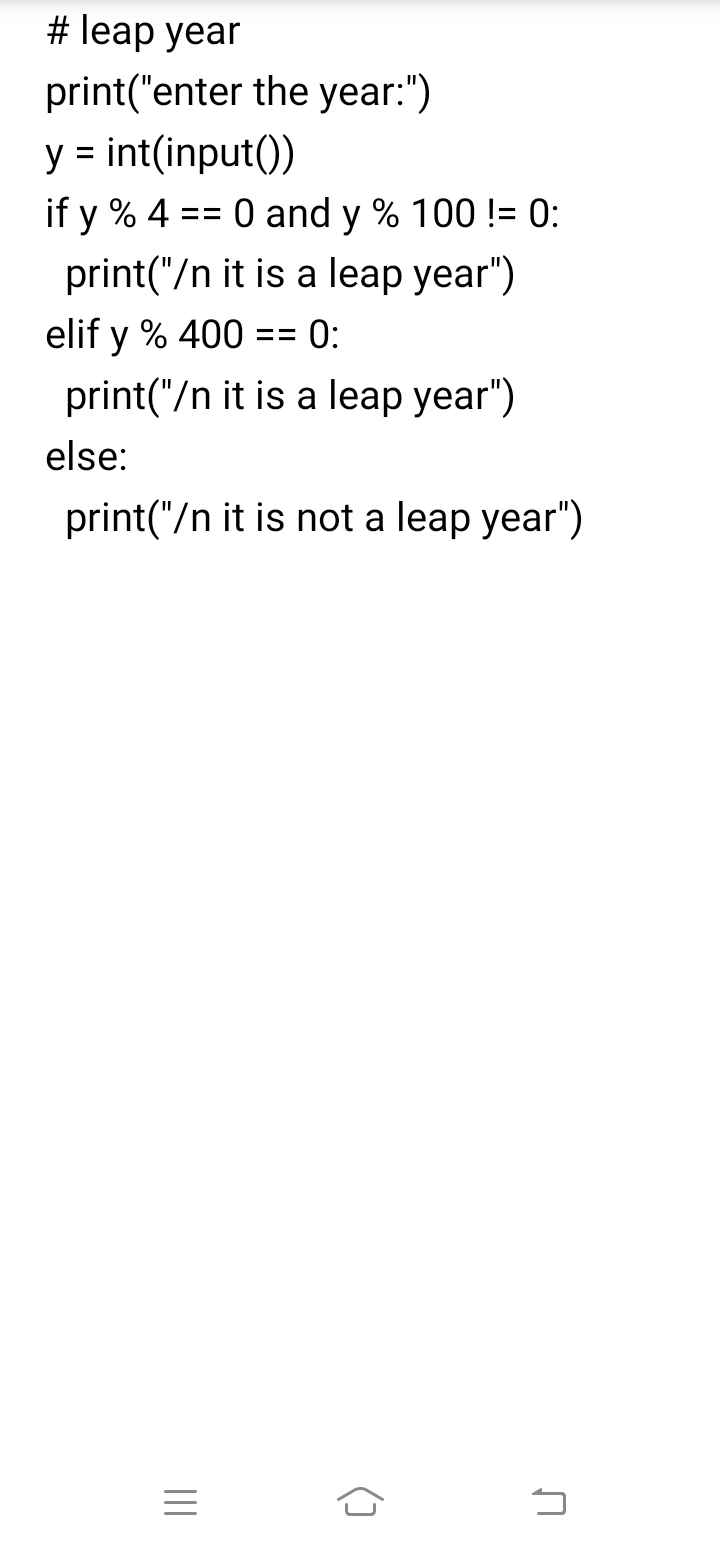 # leap year
print("enter the year:")
y = int(input())
if y % 4 == 0 and y % 100 != 0:
  print("/n it is a leap year")
elif y % 400 == 0:
  print("/n it is a leap year")
else:
  print("/n it is not a leap year")